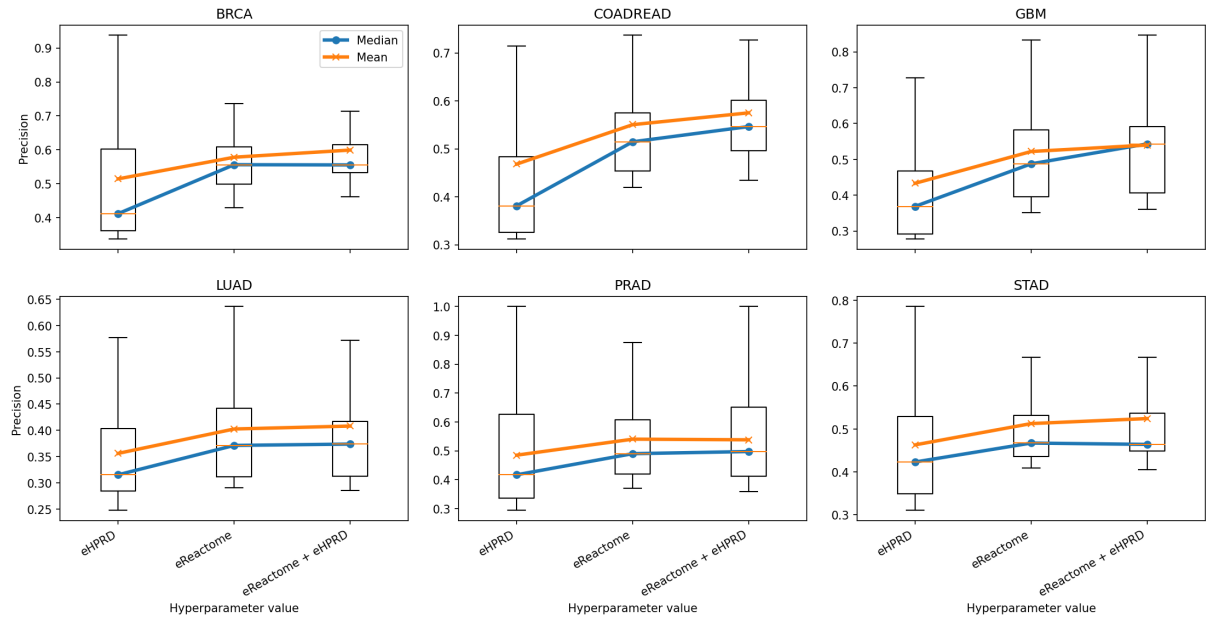 BRCA
COADREAD
GBM
Precision
0.9
0.8
0.7
0.6
0.5
0.4
Median
Mean
0.7
0.6
0.5
0.4
0.3
0.8
0.7
0.6
0.5
0.4
0.3
LUAD
PRAD
STAD
Precision
0.65
0.60
0.55
0.50
0.45
0.40
0.35
0.30
0.25
1.0
0.9
0.8
0.7
0.6
0.5
0.4
0.3
0.8
0.7
0.6
0.5
0.4
0.3
eHPRD
eReactome
eReactome + eHPRD
eHPRD
eReactome
eReactome + eHPRD
eHPRD
eReactome
eReactome + eHPRD
Hyperparameter value
Hyperparameter value
Hyperparameter value